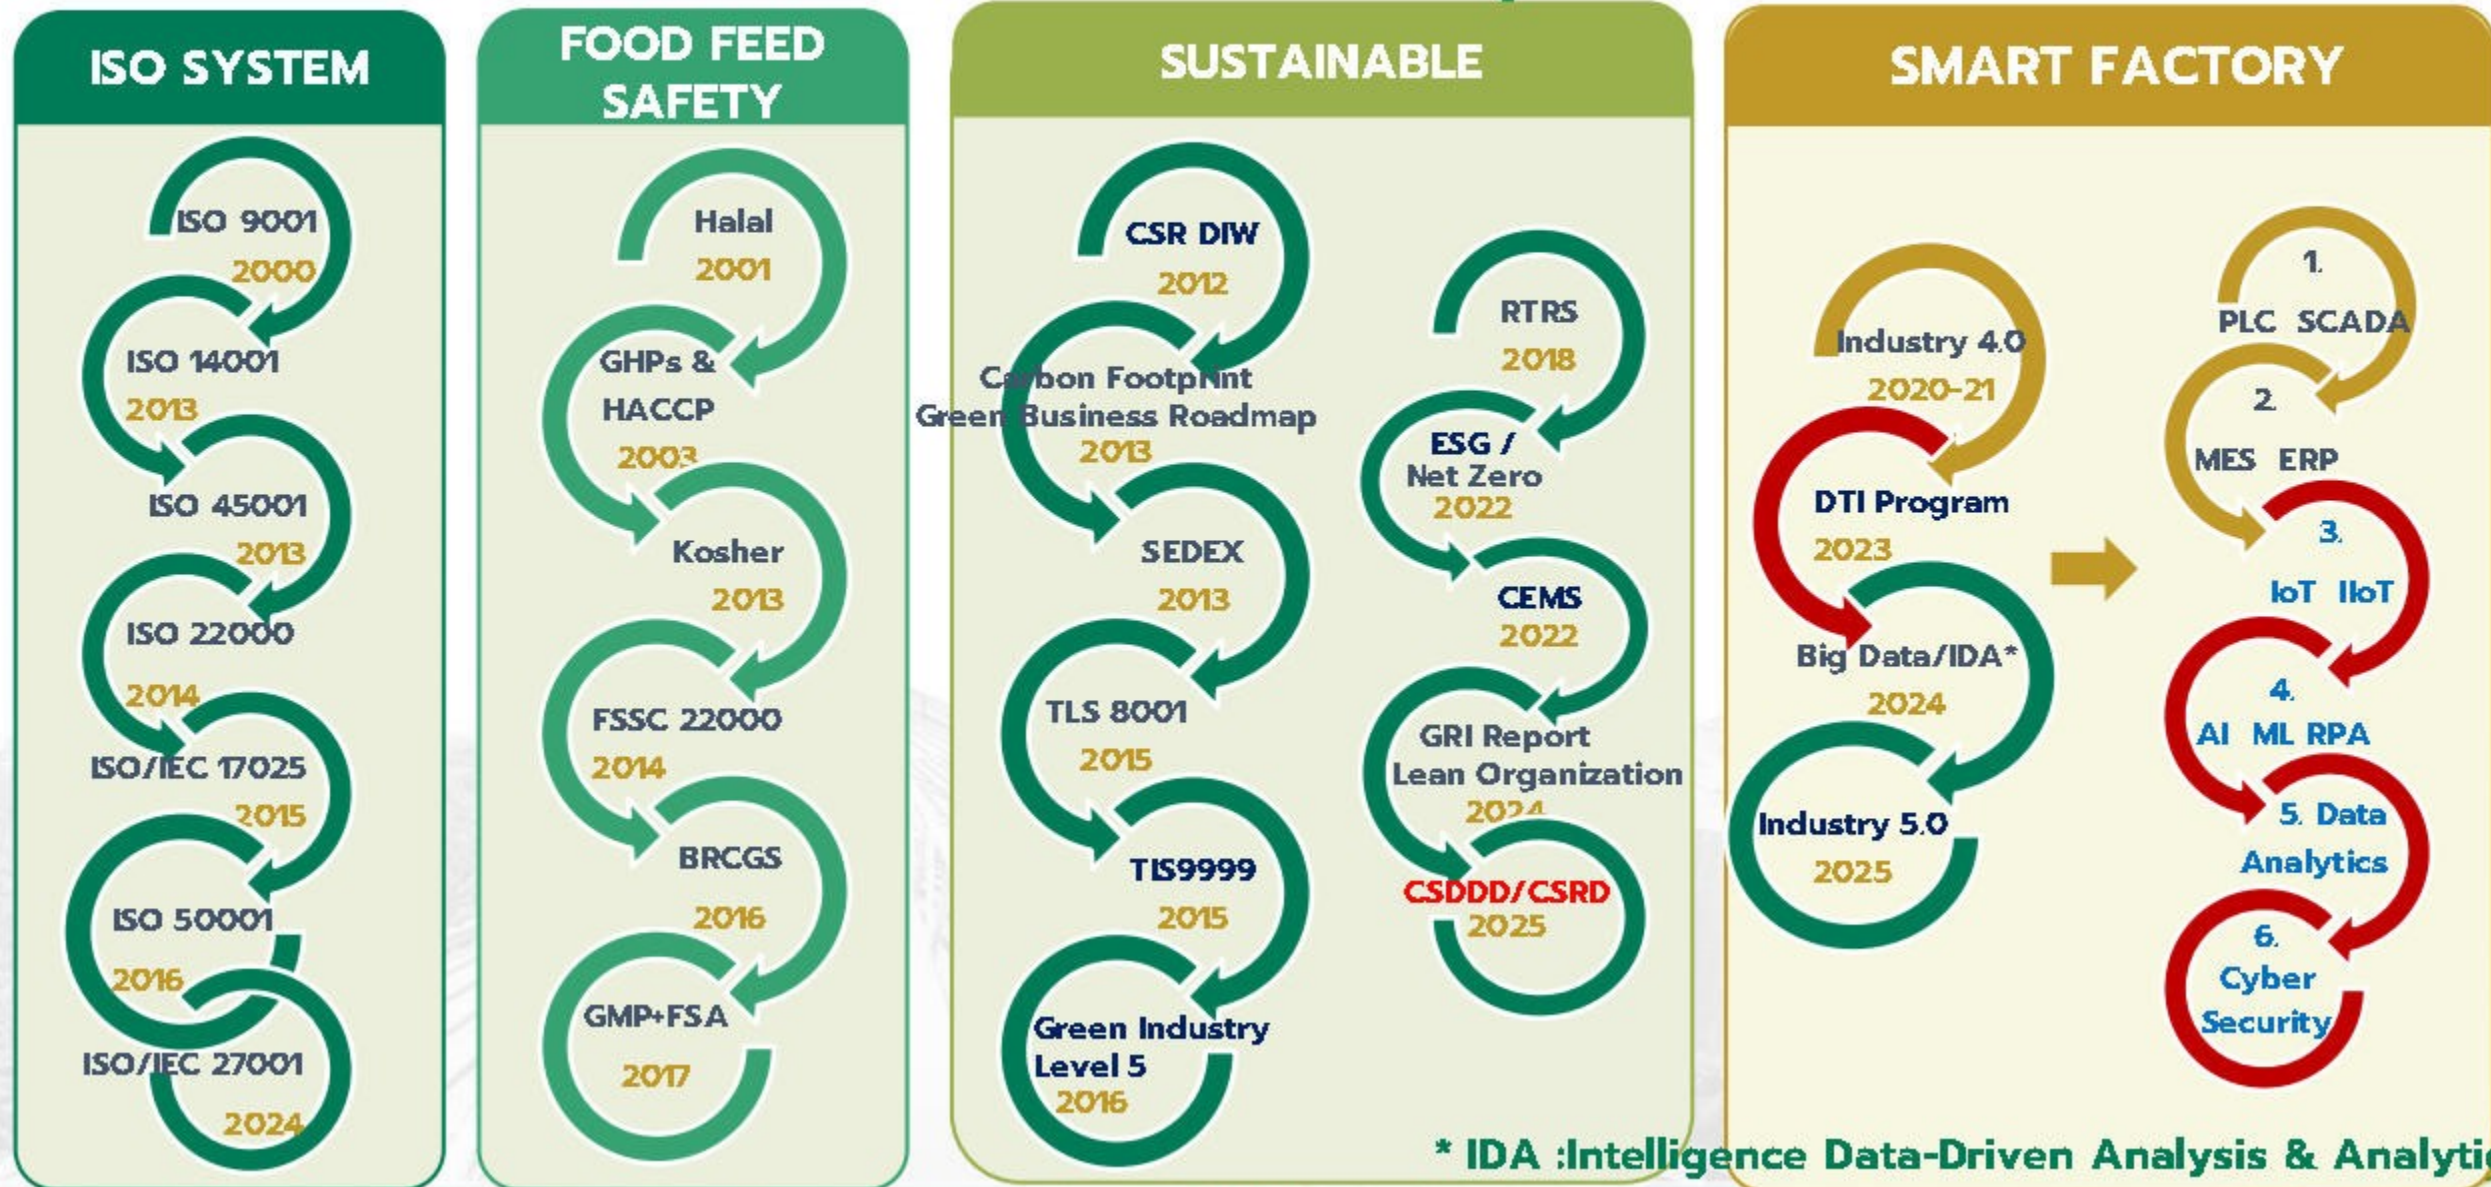 ISO SYSTEM
ISO 9001
2000
ISO 14001
2013
ISO 45001
2013
ISO 22000
2014
ISO/IEC 17025
2015
ISO 50001
2016
ISO/IEC 27001
2024
FOOD FEED
SAFETY
Halal
2001
GHPs &
HACCP
2003
Kosher
2013
FSSC 22000
2014
BRCGS
2016
GMP+FSA
2017
SUSTAINABLE
CSR DIW
2012
Carbon Footprint
Green Business Roadmap
2013
SEDEX
2013
TLS 8001
2015
TIS9999
2015
Green Industry
Level 5
2016
RTRS
2018
ESG /
Net Zero
2022
CEMS
2022
GRI Report
Lean Organization
2024
CSDDD/CSRD
2025
SMART FACTORY
Industry 4.0
2020-21
DTI Program
2023
Big Data/IDA*
2024
Industry 5.0
2025
1.
PLC SCADA
2.
MES ERP
3.
IoT IIoT
4.
AI ML RPA
5. Data
Analytics
6.
Cyber
Security
* IDA :Intelligence Data-Driven Analysis &